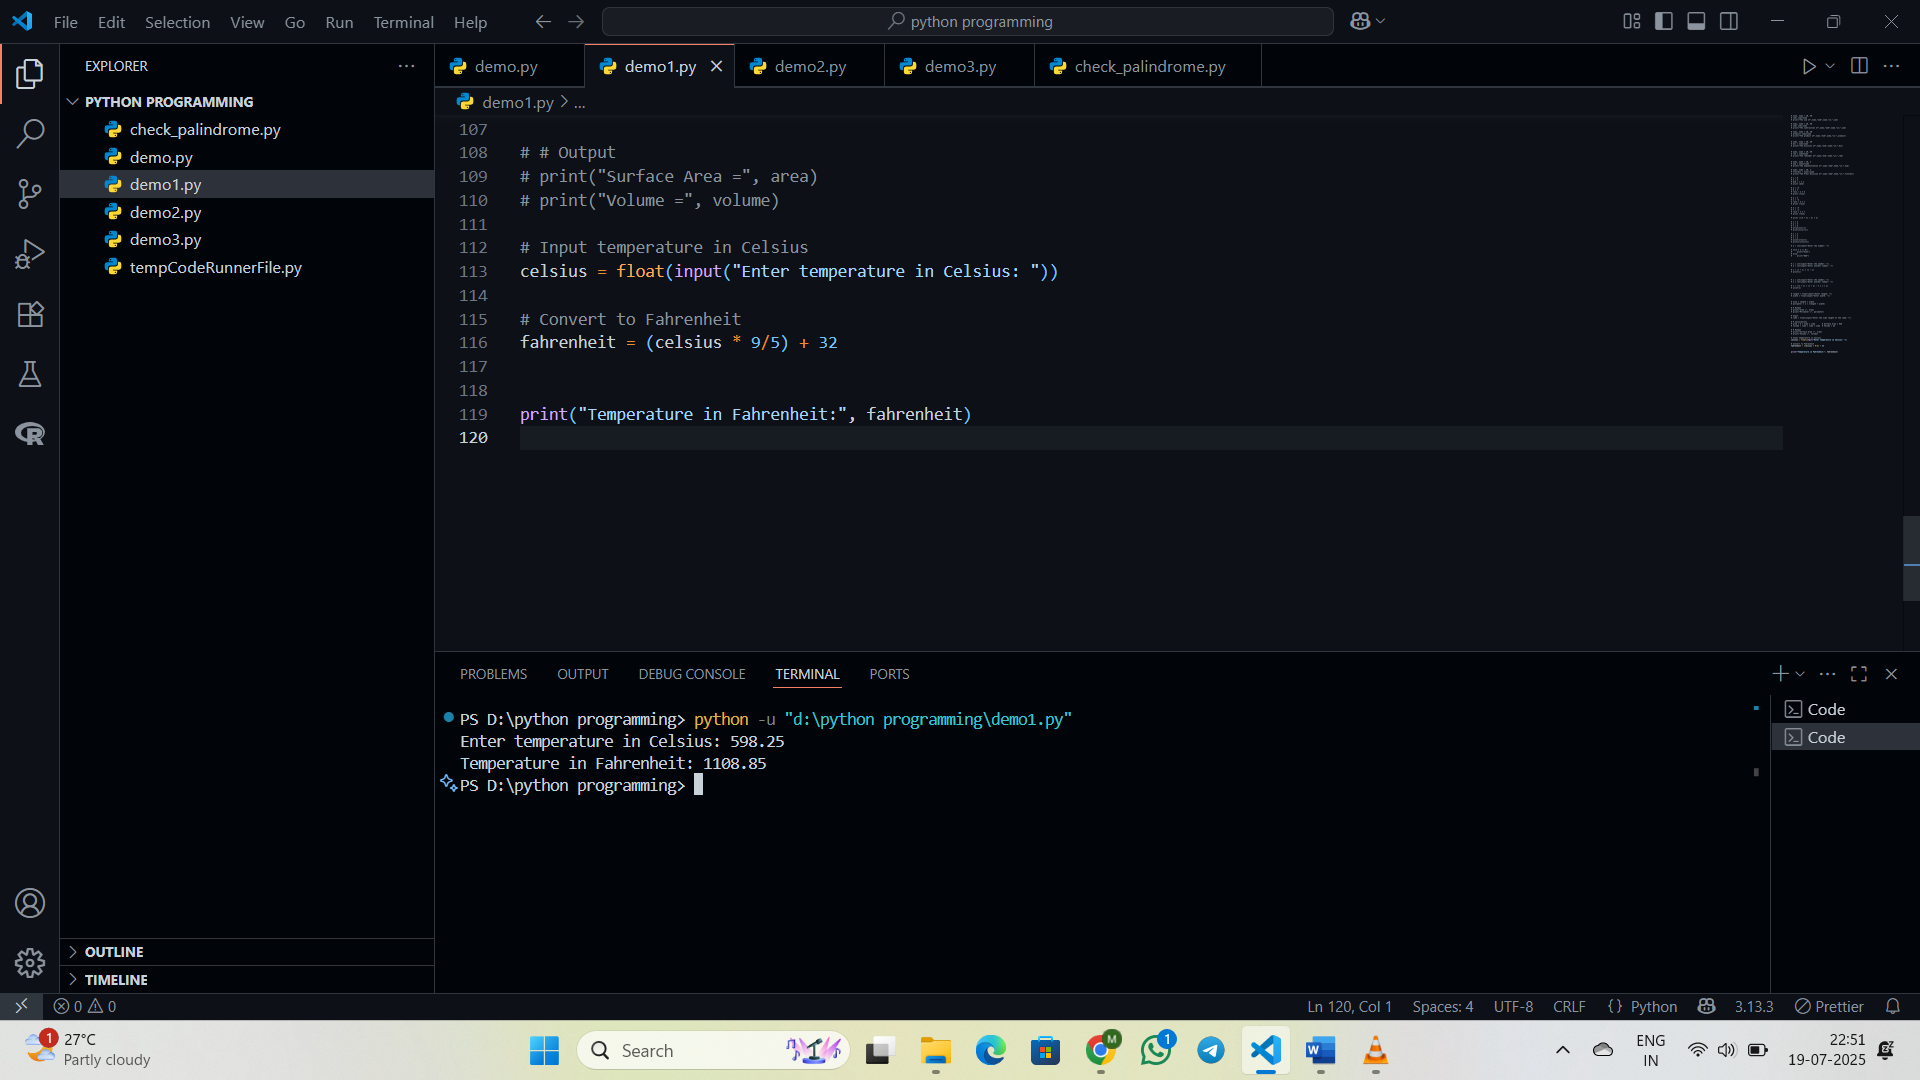 File Edit Selection View Go Run Terminal Help
python programming
EXPLORER
PYTHON PROGRAMMING
check_palindrome.py
demo.py
demo1.py
demo2.py
demo3.py
tempCodeRunnerFile.py
OUTLINE
TIMELINE
demo.py demo1.py demo2.py demo3.py check_palindrome.py
demo1.py > ...
107
108 # # Output
109 # print("Surface Area =", area)
110 # print("Volume =", volume)
111
112 # Input temperature in Celsius
113 celsius = float(input("Enter temperature in Celsius: "))
114
115 # Convert to Fahrenheit
116 fahrenheit = (celsius * 9/5) + 32
117
118
119 print("Temperature in Fahrenheit:", fahrenheit)
120
PROBLEMS OUTPUT DEBUG CONSOLE TERMINAL PORTS
PS D:\python programming> python -u "d:\python programming\demo1.py"
Enter temperature in Celsius: 598.25
Temperature in Fahrenheit: 1108.85
PS D:\python programming>
Code
Code
0 0
Ln 120, Col 1 Spaces: 4 UTF-8 CRLF {} Python 3.13.3 Prettier
1
27°C
Partly cloudy
Search
M
1
W
ENG
IN
22:51
19-07-2025